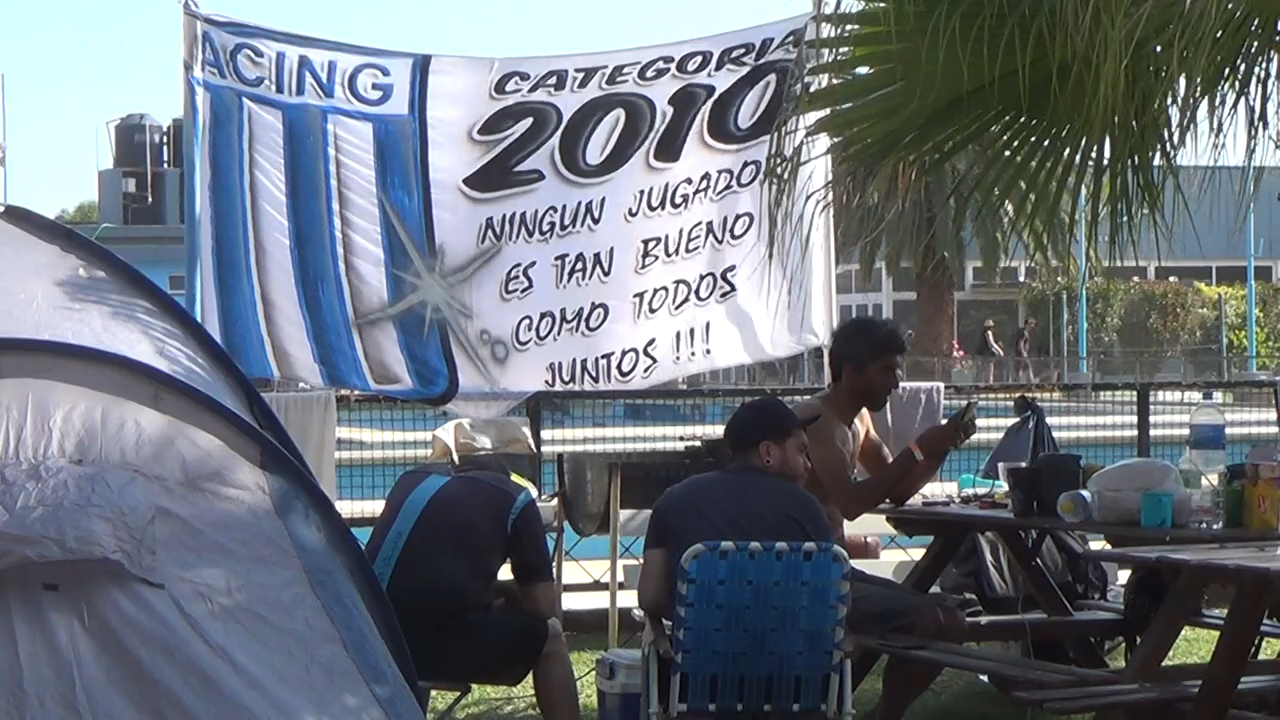 ACING
CATEGORIA
2010
NINGUN JUGADOR
ES TAN BUENO
COMO TODOS
JUNTOS !!!